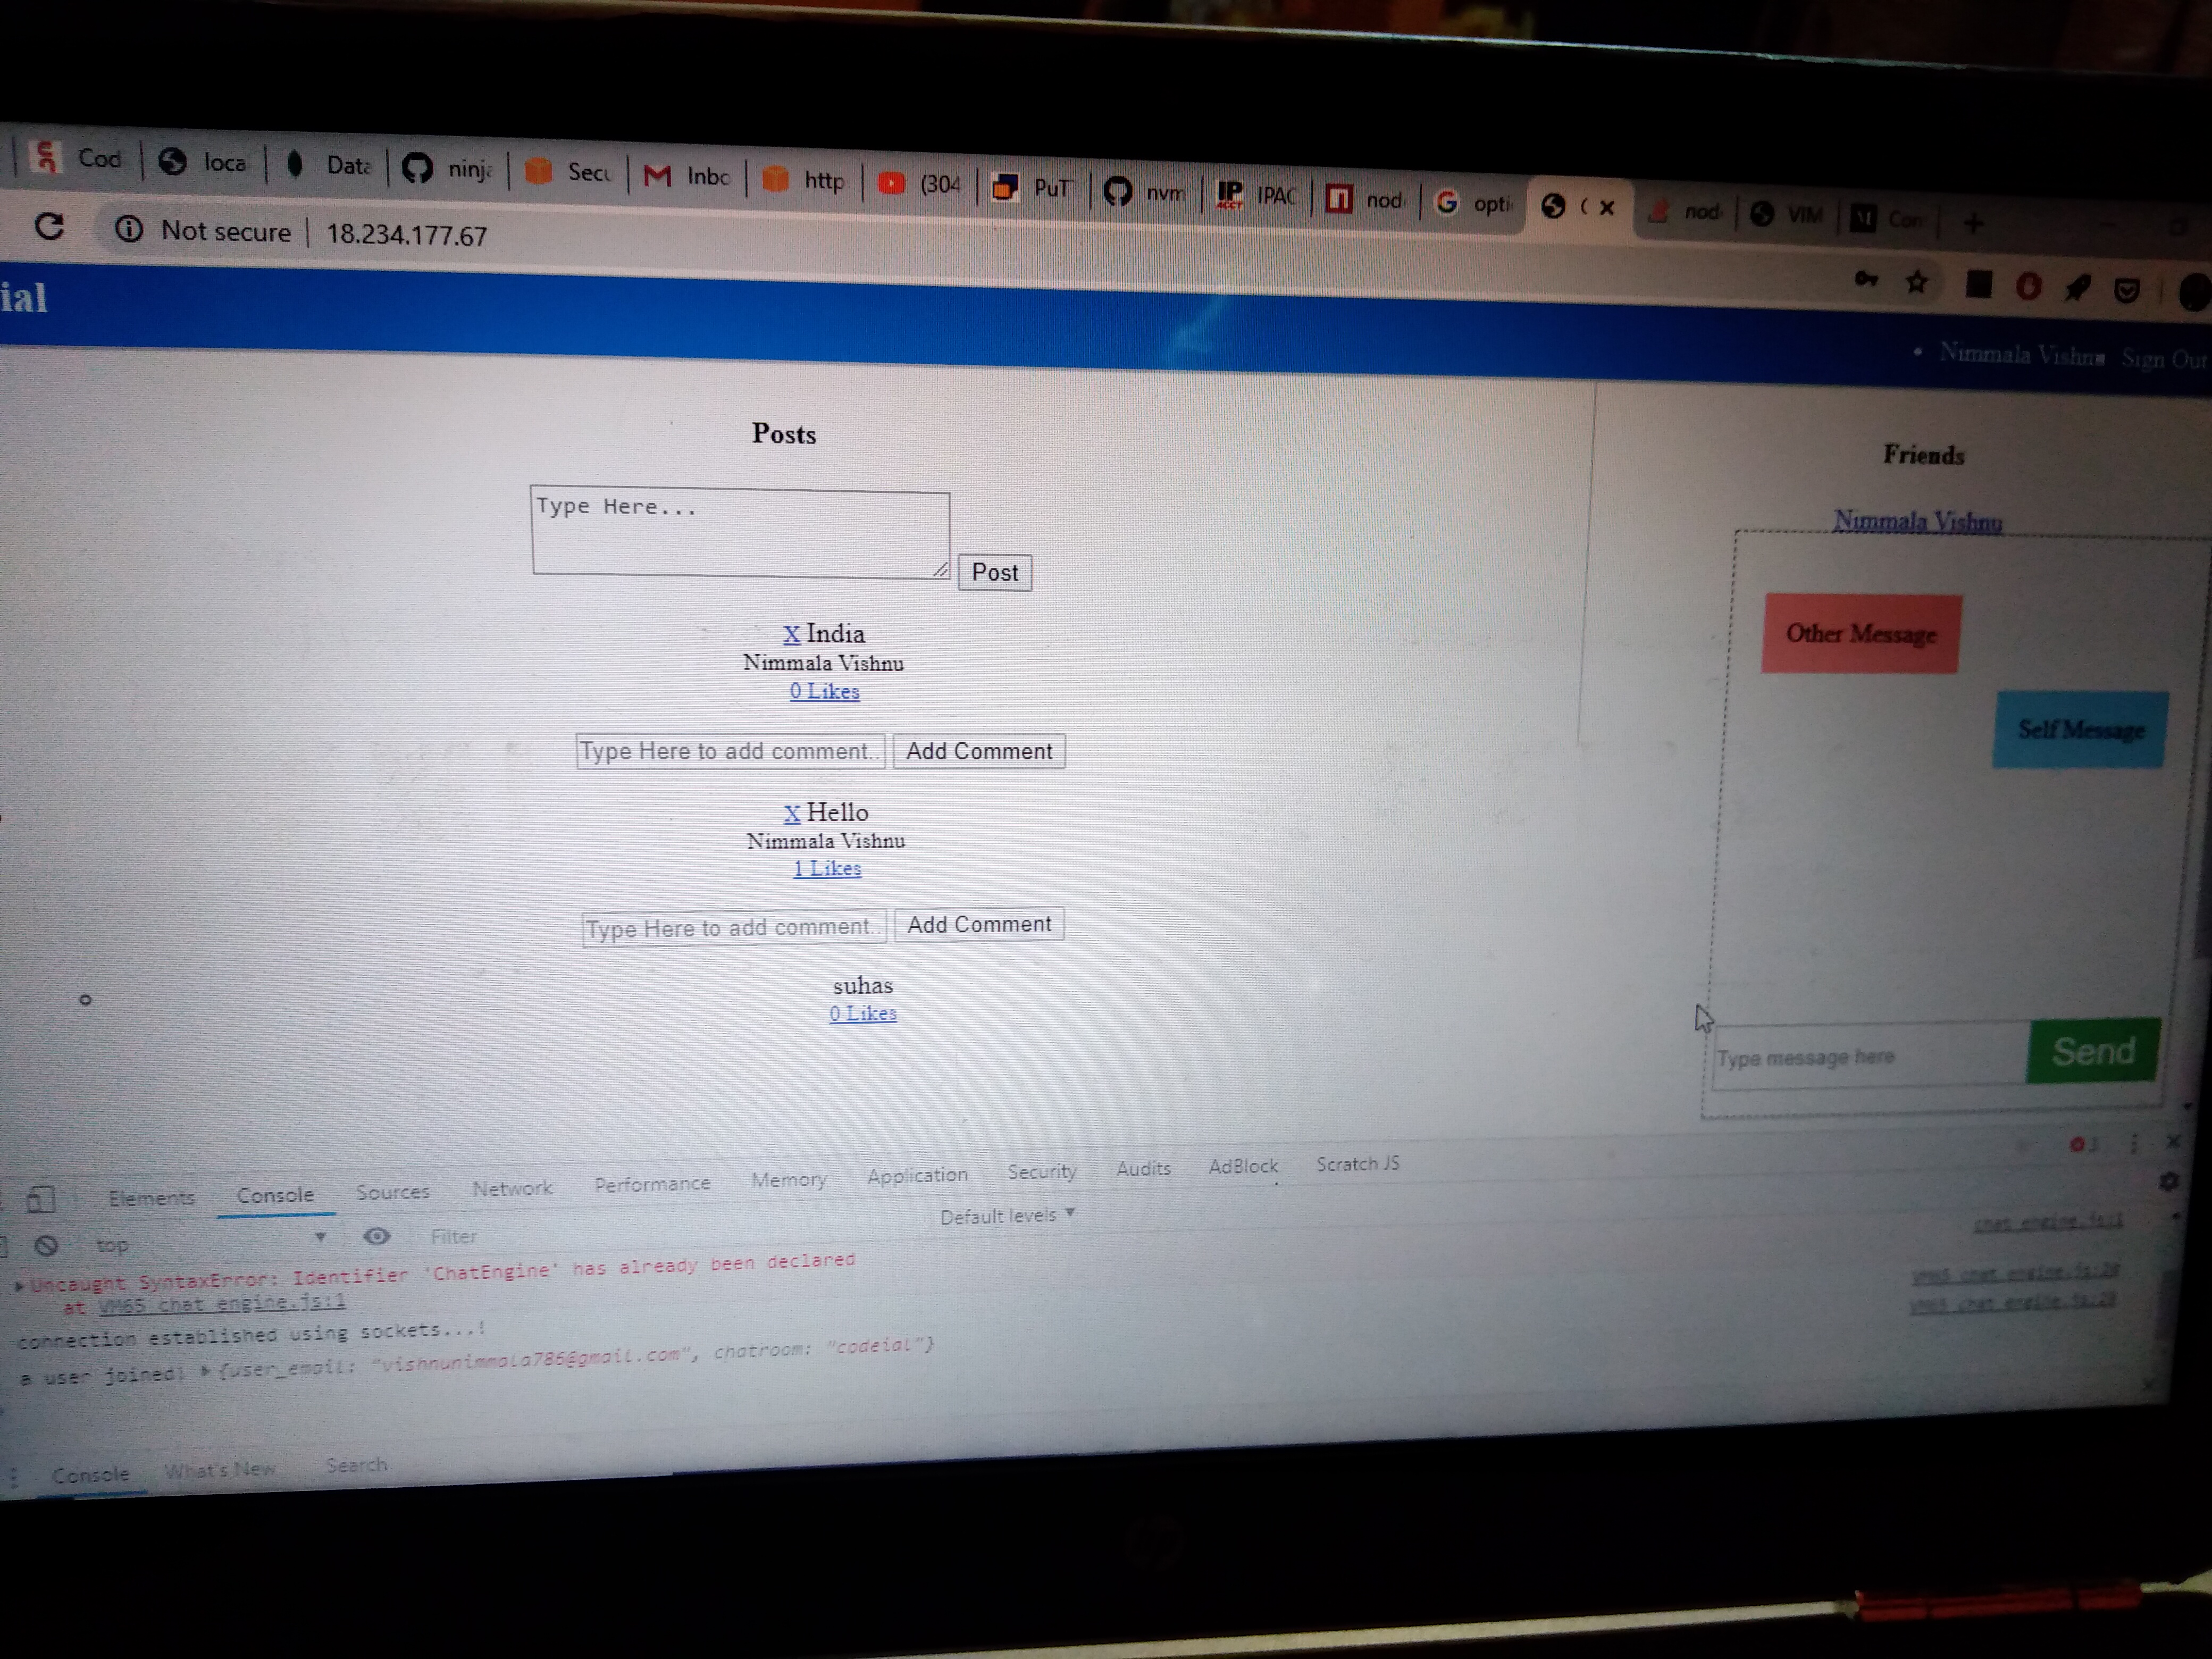 Cod loca Data ninja Secu Inbo http (304 PuT nvm IPAC nod opti ( nod VIM Con
Not secure 18.234.177.67
ial
Nimmala Vishnu Sign Out
Posts
Type Here...
Post
X India
Nimmala Vishnu
0 Likes
Type Here to add comment.. Add Comment
X Hello
Nimmala Vishnu
1 Likes
Type Here to add comment.. Add Comment
suhas
0 Likes
Friends
Nimmala Vishnu
Other Message
Self Message
Type message here Send
Elements Console Sources Network Performance Memory Application Security Audits AdBlock Scratch JS
top Filter Default levels
Uncaught SyntaxError: Identifier 'ChatEngine' has already been declared
at VM65 chat_engine.js:1
connection established using sockets...!
a user joined! {user_email: "vishnunimmala786@gmail.com", chatroom: "codeial"}
Console What's New Search